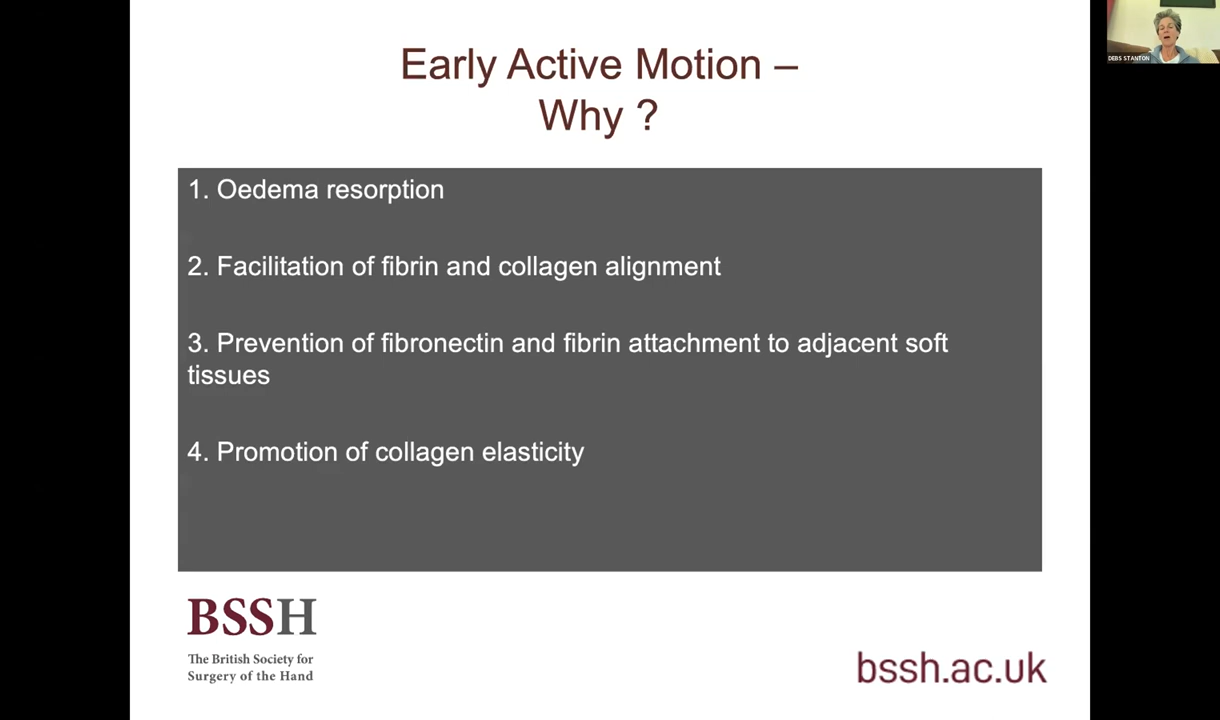 Early Active Motion –
Why ?
1. Oedema resorption
2. Facilitation of fibrin and collagen alignment
3. Prevention of fibronectin and fibrin attachment to adjacent soft
tissues
4. Promotion of collagen elasticity
BSSH
The British Society for
Surgery of the Hand
bssh.ac.uk
DEBS STANTON